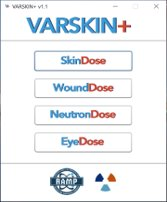 VARSKIN+ v1.1
VARSKIN+
SkinDose
WoundDose
NeutronDose
EyeDose
RAMP